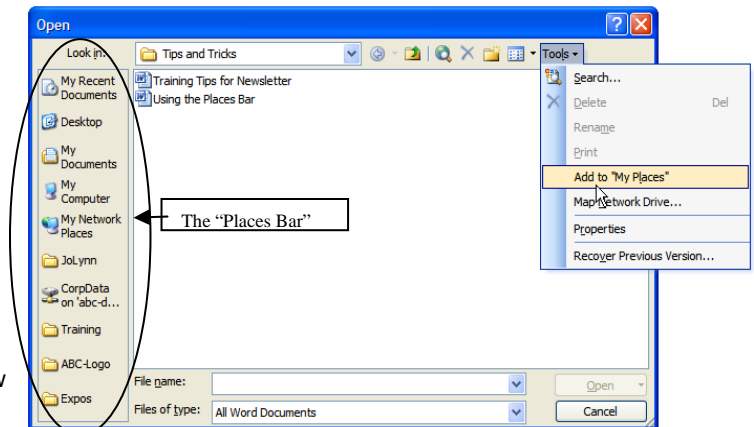 Open
Look in:
Tips and Tricks
Tools
My Recent
Documents
Desktop
My
Documents
My
Computer
My Network
Places
JoLynn
CorpData
on 'abc-d...
Training
ABC-Logo
Expos
Training Tips for Newsletter
Using the Places Bar
The “Places Bar”
Search...
Delete Del
Rename
Print
Add to "My Places"
Map Network Drive...
Properties
Recover Previous Version...
File name:
Open
Files of type: All Word Documents
Cancel